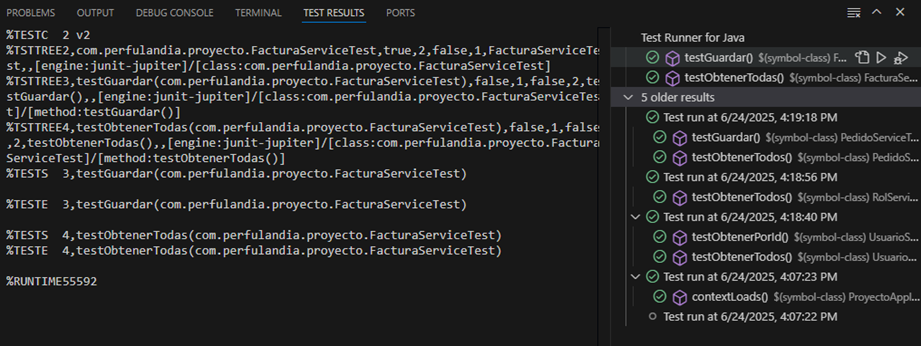 PROBLEMS OUTPUT DEBUG CONSOLE TERMINAL TEST RESULTS PORTS
%TESTC 2 v2
%TSTTREE2,com.perfulandia.proyecto.FacturaServiceTest,true,2,false,1,FacturaServiceTe
st,,[engine:junit-jupiter]/[class:com.perfulandia.proyecto.FacturaServiceTest]
%TSTTREE3,testGuardar(com.perfulandia.proyecto.FacturaServiceTest),false,1,false,2,te
stGuardar(),,[engine:junit-jupiter]/[class:com.perfulandia.proyecto.FacturaServiceTes
t]/[method:testGuardar()]
%TSTTREE4,testObtenerTodas(com.perfulandia.proyecto.FacturaServiceTest),false,1,false
,2,testObtenerTodas(),,[engine:junit-jupiter]/[class:com.perfulandia.proyecto.Factura
ServiceTest]/[method:testObtenerTodas()]
%TESTS 3,testGuardar(com.perfulandia.proyecto.FacturaServiceTest)
%TESTE 3,testGuardar(com.perfulandia.proyecto.FacturaServiceTest)
%TESTS 4,testObtenerTodas(com.perfulandia.proyecto.FacturaServiceTest)
%TESTE 4,testObtenerTodas(com.perfulandia.proyecto.FacturaServiceTest)
%RUNTIME55592
Test Runner for Java
testGuardar() $(symbol-class) F...
testObtenerTodas() $(symbol-class) FacturaSe...
5 older results
Test run at 6/24/2025, 4:19:18 PM
testGuardar() $(symbol-class) PedidoServiceT...
testObtenerTodos() $(symbol-class) PedidoS...
Test run at 6/24/2025, 4:18:56 PM
testObtenerTodos() $(symbol-class) RolServi...
Test run at 6/24/2025, 4:18:40 PM
testObtenerPorId() $(symbol-class) UsuarioS...
testObtenerTodos() $(symbol-class) Usuario...
Test run at 6/24/2025, 4:07:23 PM
contextLoads() $(symbol-class) ProyectoAppl...
Test run at 6/24/2025, 4:07:22 PM